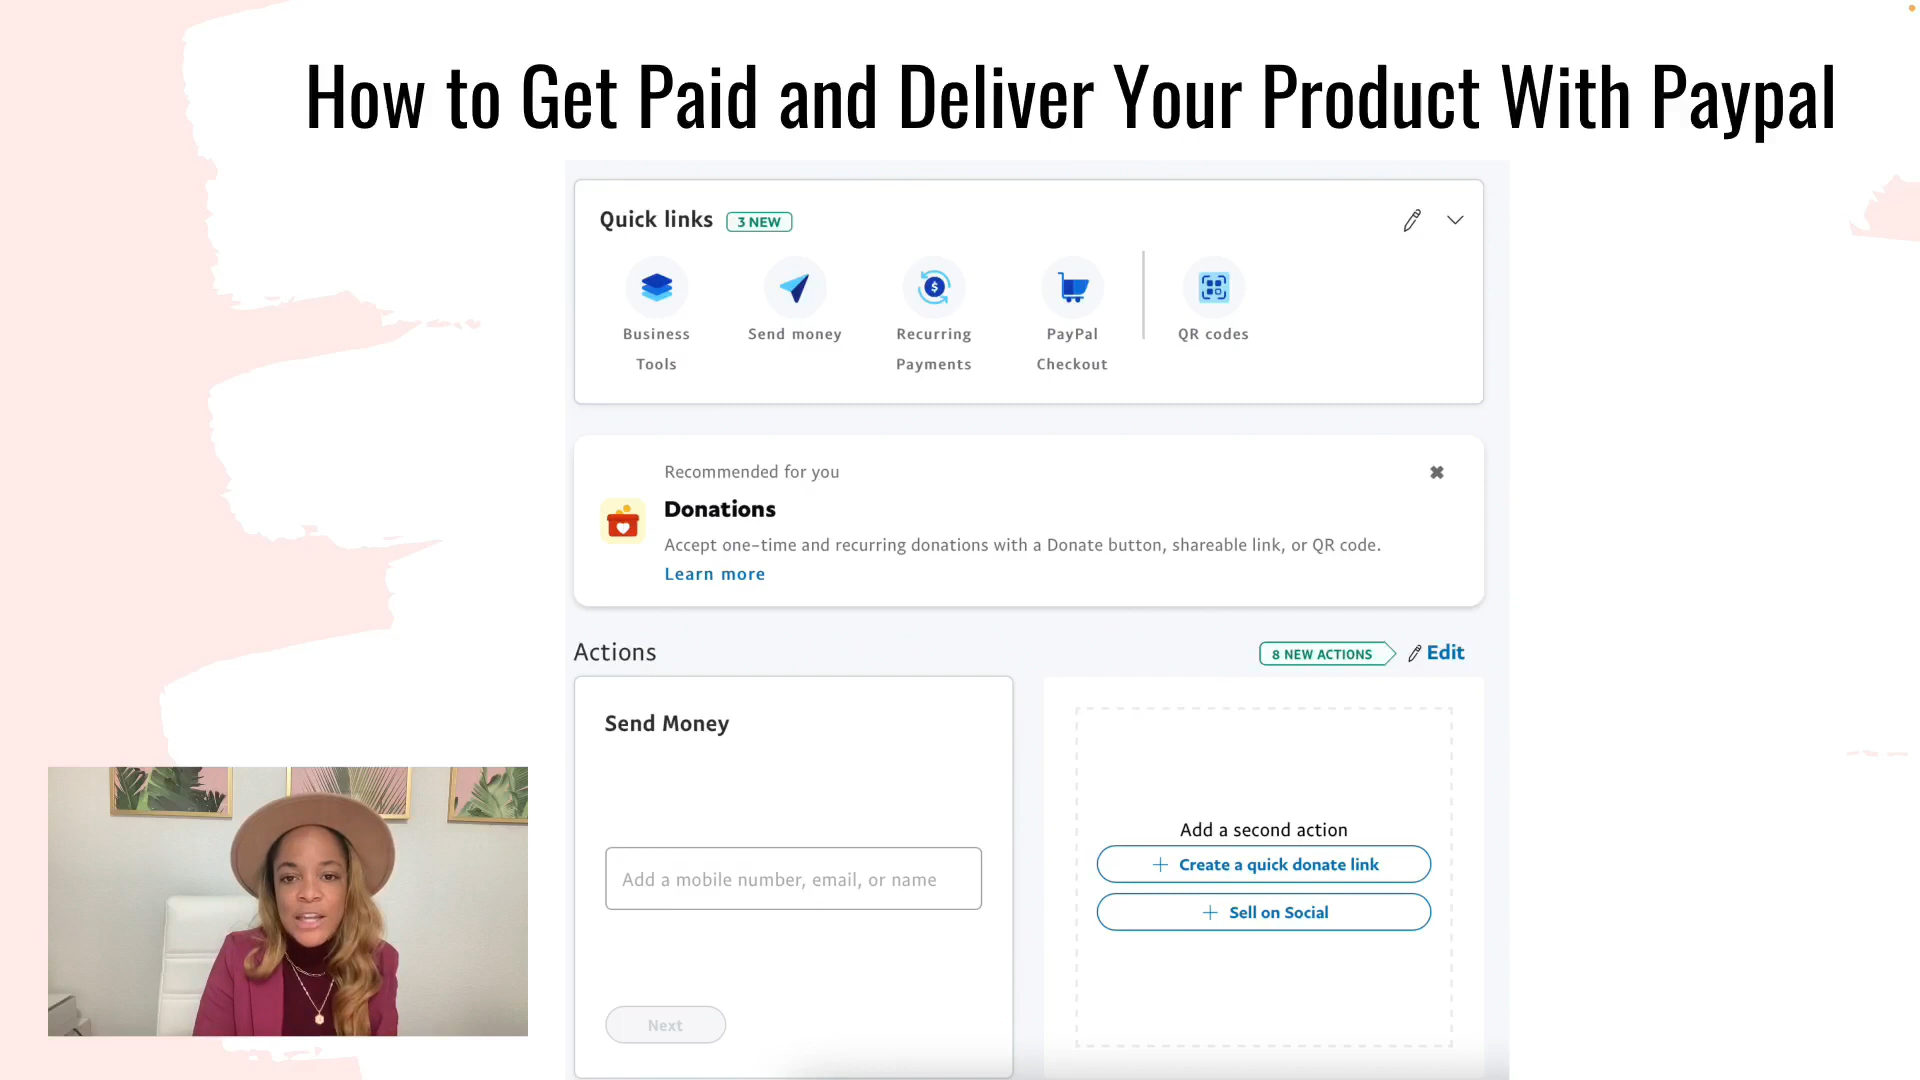 How to Get Paid and Deliver Your Product With Paypal
Quick links 3 NEW
Business Tools
Send money
Recurring Payments
PayPal Checkout
QR codes
Recommended for you
Donations
Accept one-time and recurring donations with a Donate button, shareable link, or QR code.
Learn more
Actions 8 NEW ACTIONS Edit
Send Money
Add a mobile number, email, or name
Next
Add a second action
Create a quick donate link
Sell on Social